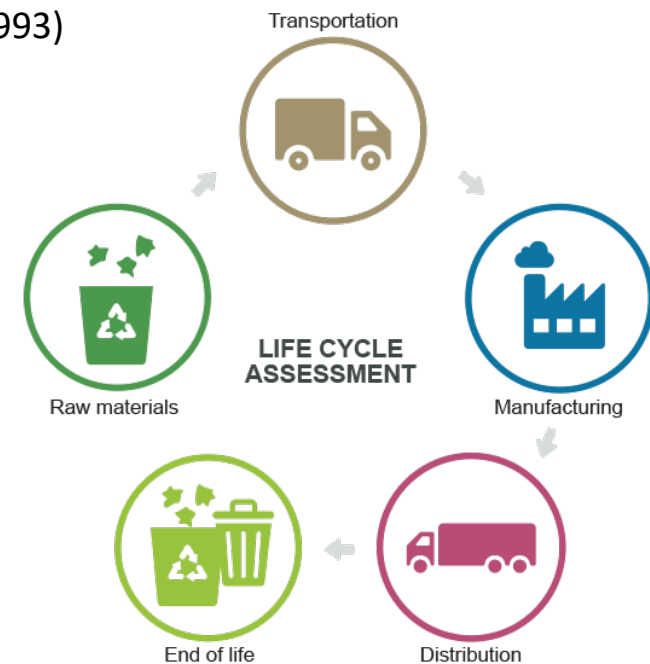 993)
Transportation
LIFE CYCLE
ASSESSMENT
Raw materials
Manufacturing
End of life
Distribution